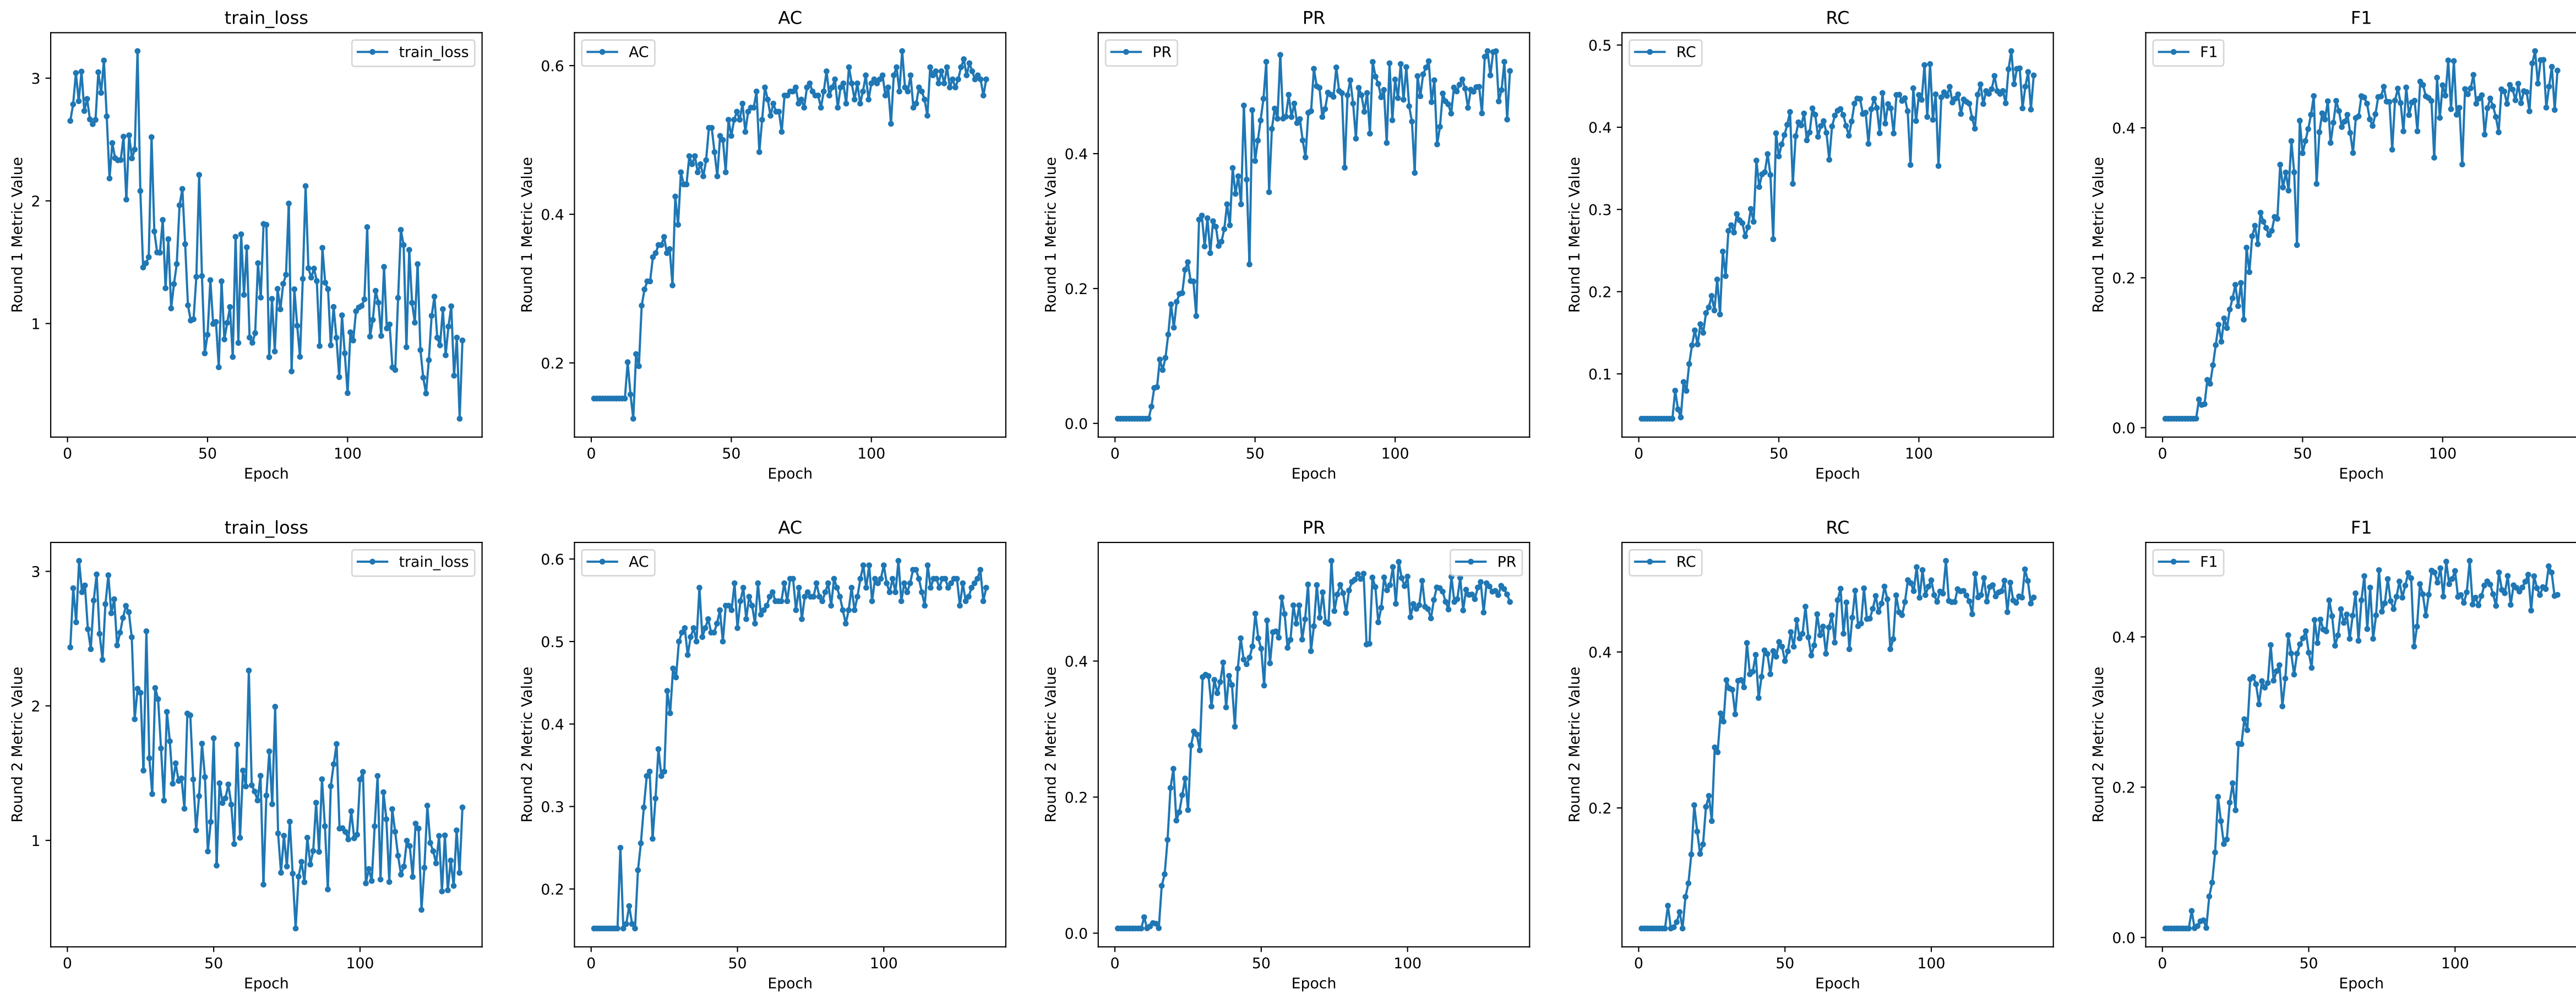 train_loss
AC
PR
RC
F1
train_loss
AC
PR
RC
F1
Round 1 Metric Value
3
2
1
0
50
100
Epoch
Round 1 Metric Value
0.6
0.4
0.2
0
50
100
Epoch
Round 1 Metric Value
0.4
0.2
0.0
0
50
100
Epoch
Round 1 Metric Value
0.5
0.4
0.3
0.2
0.1
0
50
100
Epoch
Round 1 Metric Value
0.4
0.2
0.0
0
50
100
Epoch
train_loss
AC
PR
RC
F1
train_loss
AC
PR
RC
F1
Round 2 Metric Value
3
2
1
0
50
100
Epoch
Round 2 Metric Value
0.6
0.5
0.4
0.3
0.2
0
50
100
Epoch
Round 2 Metric Value
0.4
0.2
0.0
0
50
100
Epoch
Round 2 Metric Value
0.4
0.2
0
50
100
Epoch
Round 2 Metric Value
0.4
0.2
0.0
0
50
100
Epoch